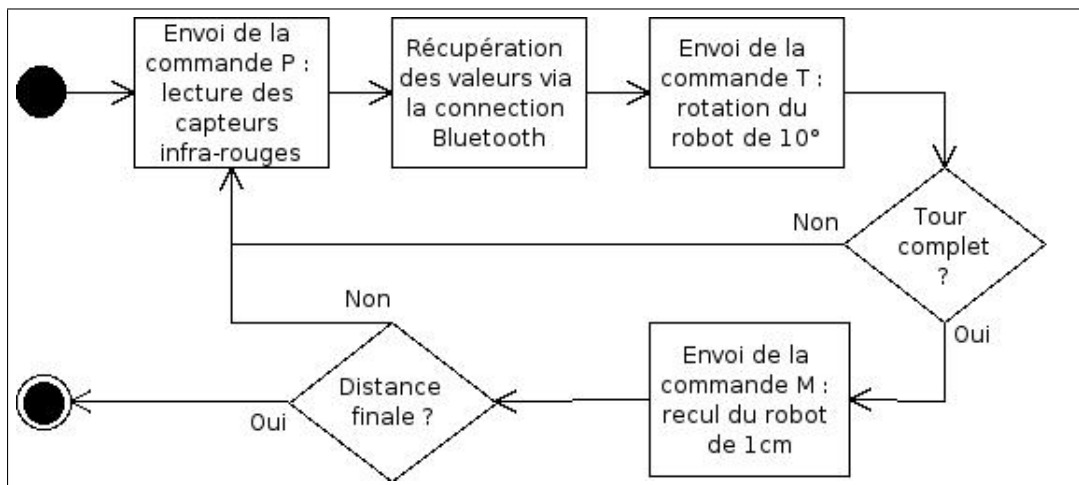 Envoi de la
commande P :
lecture des
capteurs
infra-rouges
Récupération
des valeurs via
la connection
Bluetooth
Envoi de la
commande T :
rotation du
robot de 10°
Tour
complet
?
Non
Oui
Envoi de la
commande M :
recul du robot
de 1cm
Distance
finale ?
Non
Oui